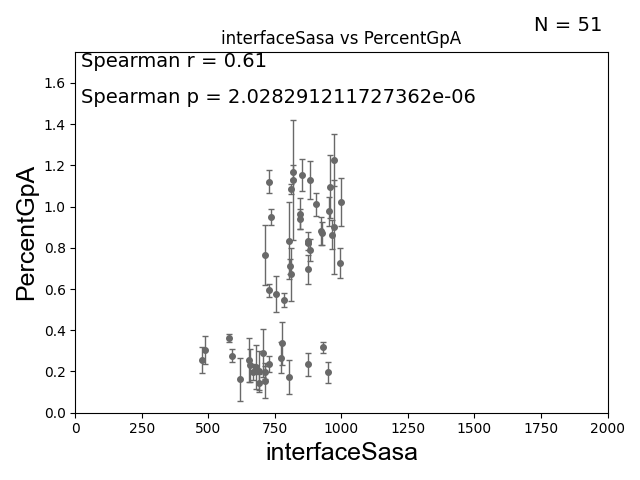 N = 51
interfaceSasa vs PercentGpA
Spearman r = 0.61
Spearman p = 2.028291211727362e-06
PercentGpA
1.6
1.4
1.2
1.0
0.8
0.6
0.4
0.2
0.0
0 250 500 750 1000 1250 1500 1750 2000
interfaceSasa